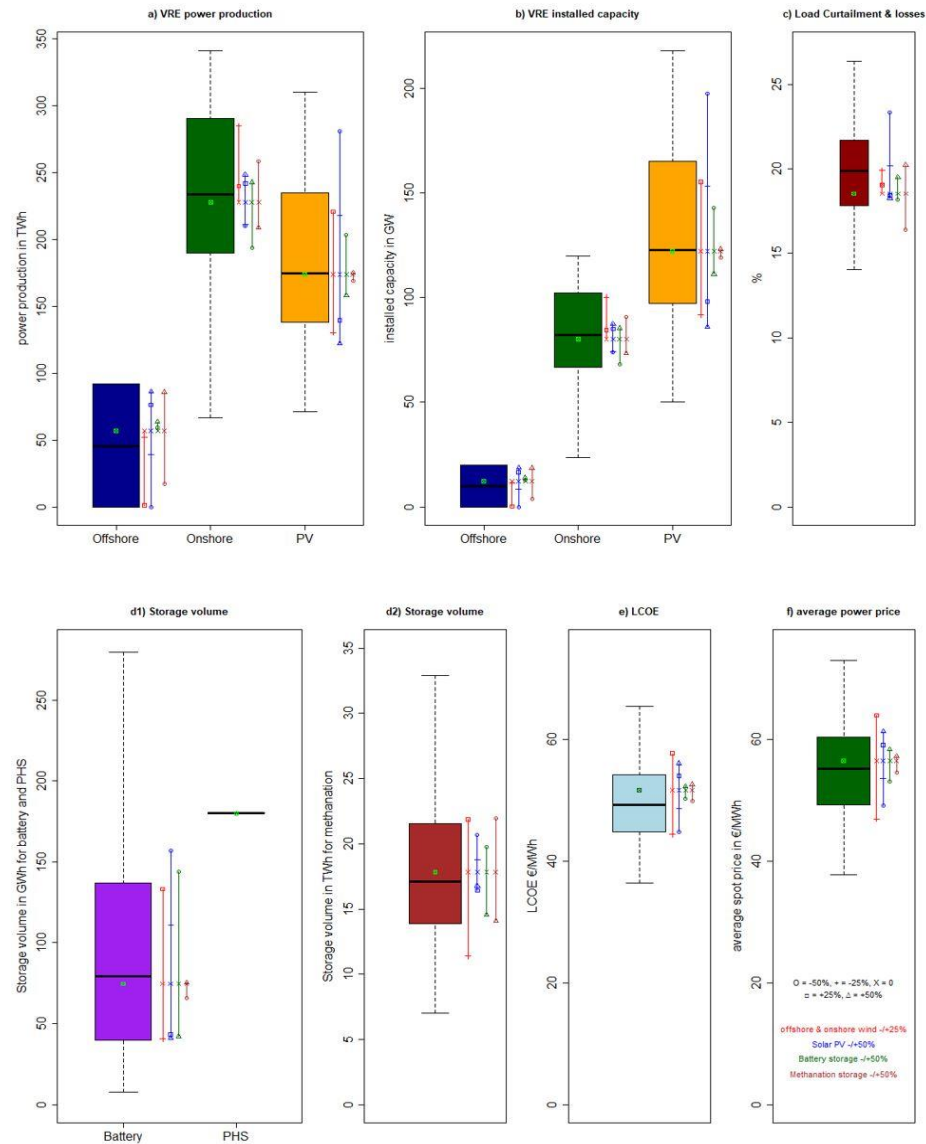 a) VRE power production
b) VRE installed capacity
c) Load Curtailment & losses
power production in TWh
0
50
100
150
200
250
300
350
Offshore
Onshore
PV
installed capacity in GW
0
50
100
150
200
Offshore
Onshore
PV
%
0
5
10
15
20
25
d1) Storage volume
d2) Storage volume
e) LCOE
f) average power price
Storage volume in GWh for battery and PHS
0
50
100
150
200
250
Battery
PHS
Storage volume in TWh for methanation
0
5
10
15
20
25
30
35
LCOE €/MWh
0
20
40
60
average spot price in €/MWh
0
20
40
60
O = -50%, + = -25%, X = 0
□ = +25%, △ = +50%
offshore & onshore wind -/+25%
Solar PV -/+50%
Battery storage -/+50%
Methanation storage -/+50%